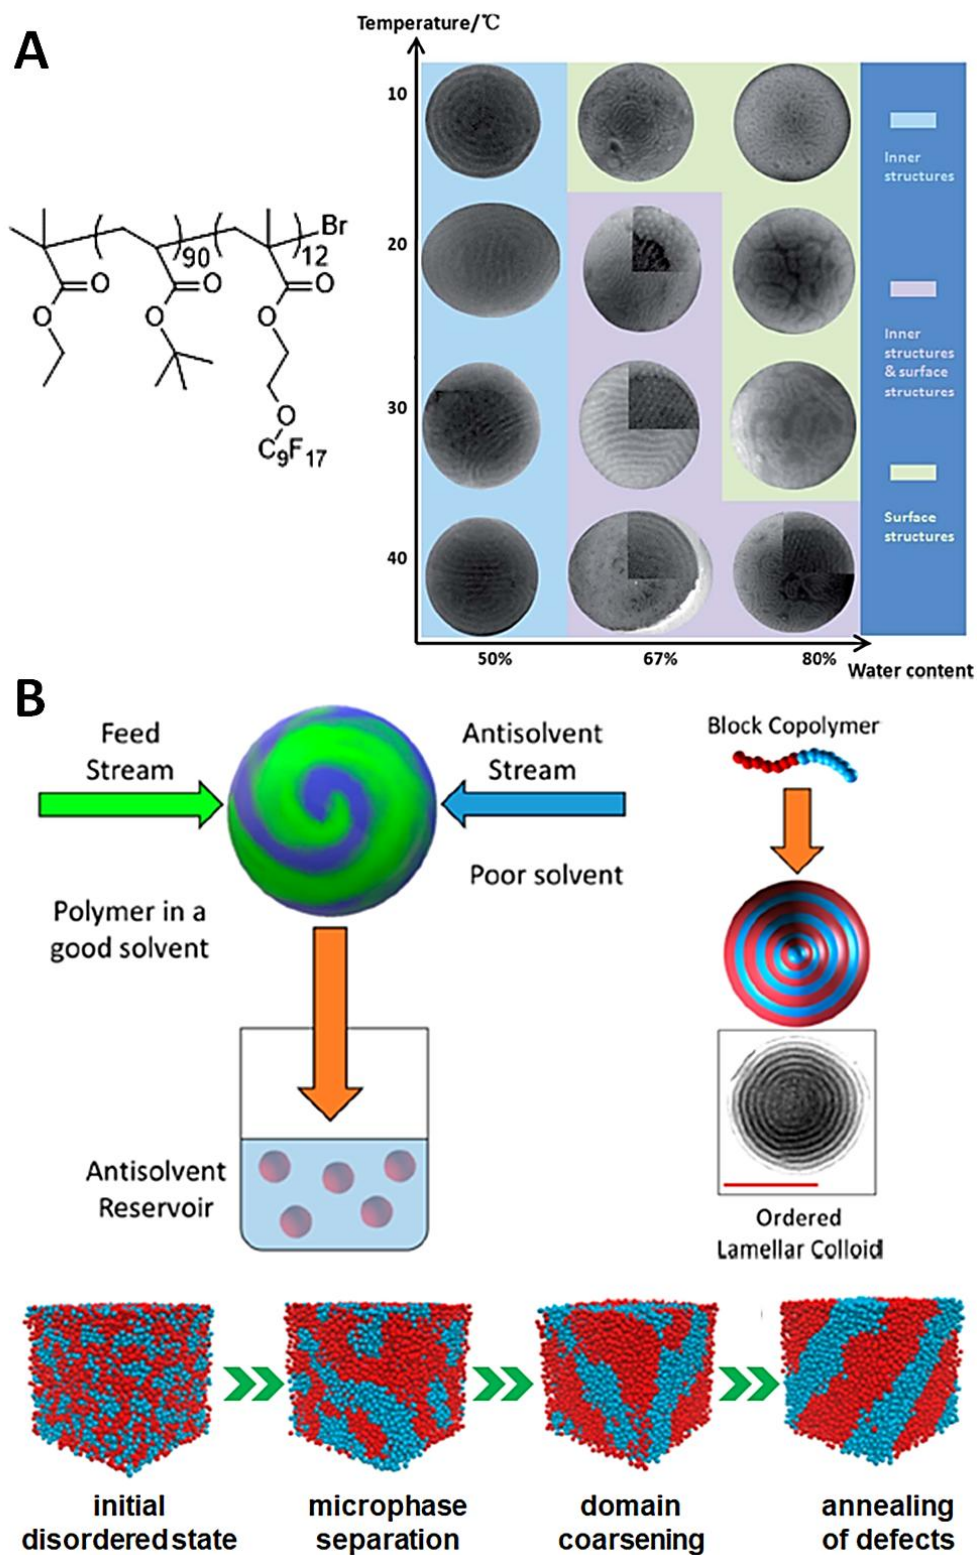 A
Temperature/℃
10
20
30
40
50%
67%
80%
Water content
Inner
structures
Inner
structures
& surface
structures
Surface
structures
Br
90
12
O
O
O
O
O
O
O
C9F17
B
Feed
Stream
Antisolvent
Stream
Poor solvent
Polymer in a
good solvent
Antisolvent
Reservoir
Block Copolymer
Ordered
Lamellar Colloid
initial
disordered state
microphase
separation
domain
coarsening
annealing
of defects